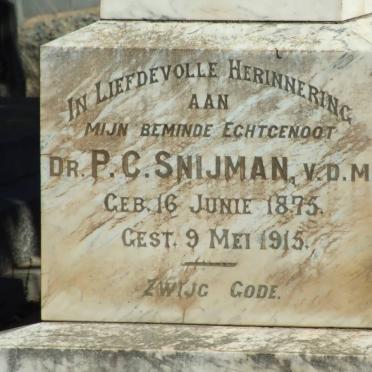 IN LIEFDEVOLLE HERINNERING
AAN
MIJN BEMINDE ECHTGENOOT
DR. P. C. SNIJMAN, V.D.M.
GEB. 16 JUNIE 1875.
GEST. 9 MEI 1915.
ZWIJG GODE.